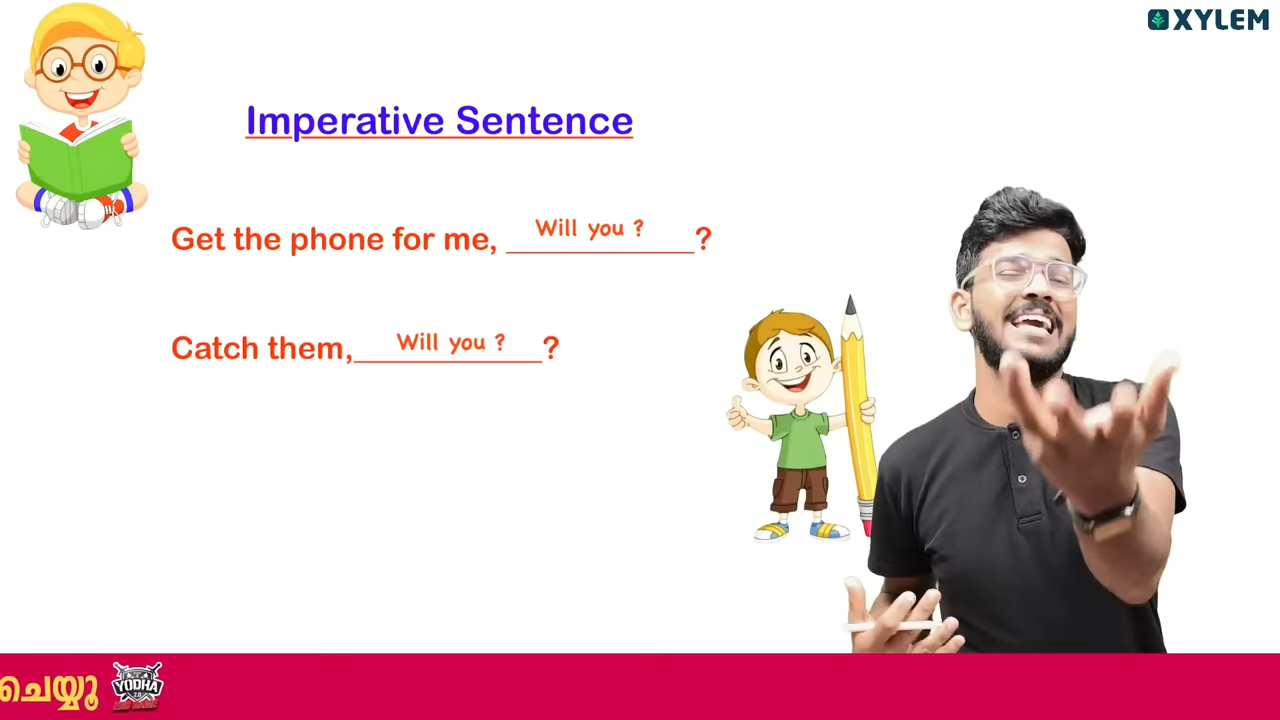 XYLEM
Imperative Sentence
Get the phone for me, Will you ? ?
Catch them, Will you ? ?
ചെയ്യൂ YODHA